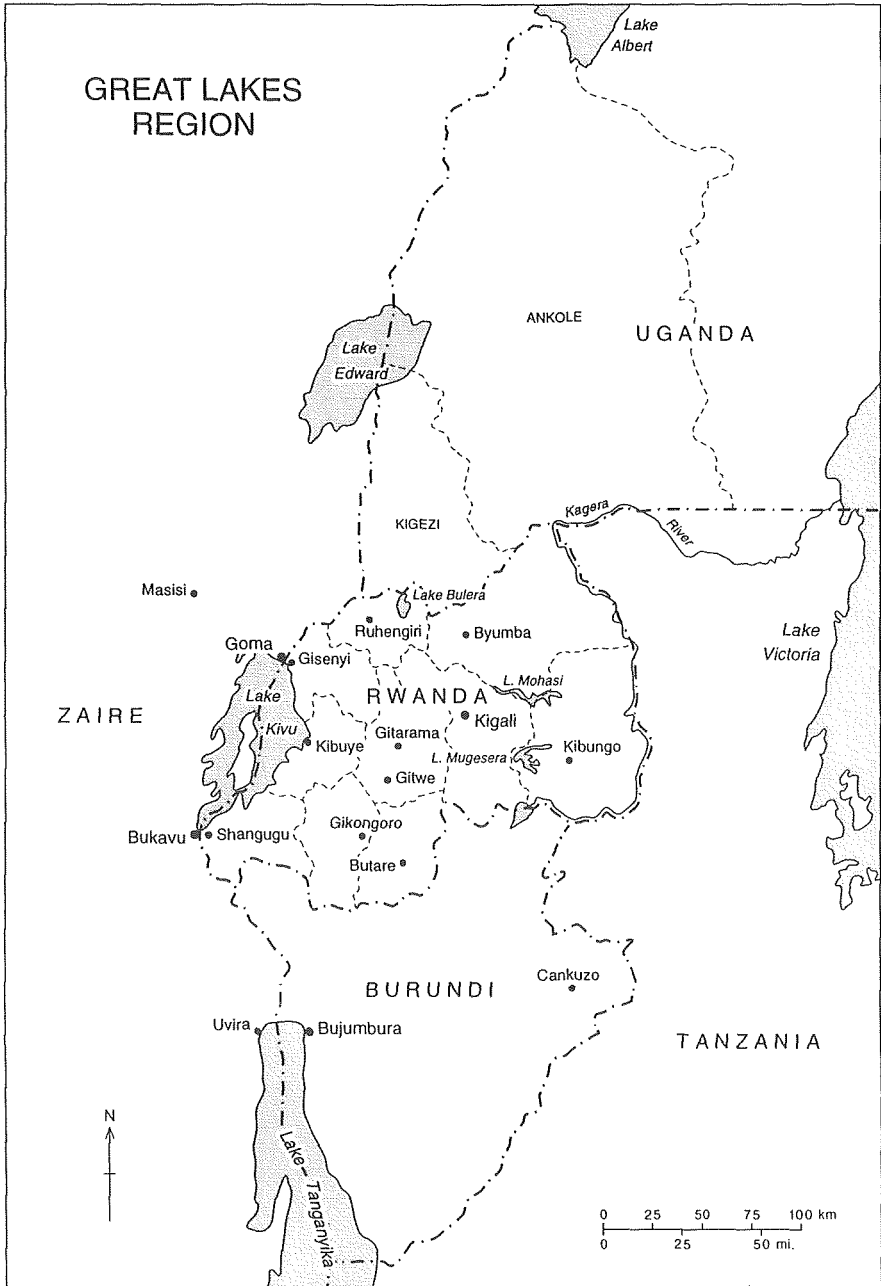 Lake
Albert
GREAT LAKES
REGION
ANKOLE
UGANDA
Lake
Edward
Kagera
River
KIGEZI
Masisi
Lake Bulera
Ruhengiri
Byumba
Goma
Gisenyi
Lake
Victoria
L. Mohasi
Lake
Kivu
RWANDA
ZAIRE
Kigali
Kibuye
Gitarama
L. Mugesera
Kibungo
Gitwe
Bukavu
Shangugu
Gikongoro
Butare
BURUNDI
Cankuzo
Uvira
Bujumbura
TANZANIA
N
Lake
Tanganyika
0 25 50 75 100 km
0 25 50 mi.